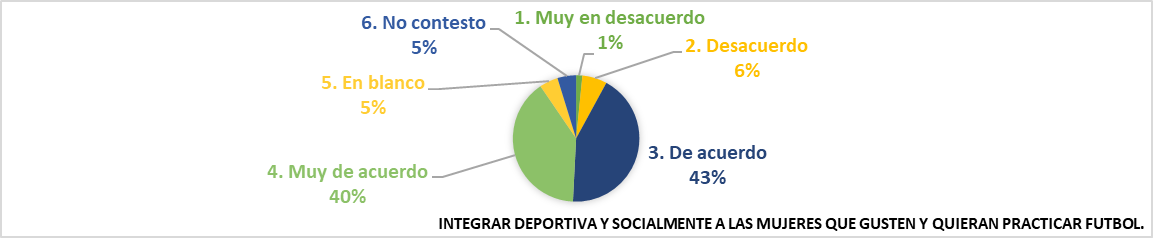 1. Muy en desacuerdo
1%
2. Desacuerdo
6%
3. De acuerdo
43%
4. Muy de acuerdo
40%
5. En blanco
5%
6. No contesto
5%
INTEGRAR DEPORTIVA Y SOCIALMENTE A LAS MUJERES QUE GUSTEN Y QUIERAN PRACTICAR FUTBOL.